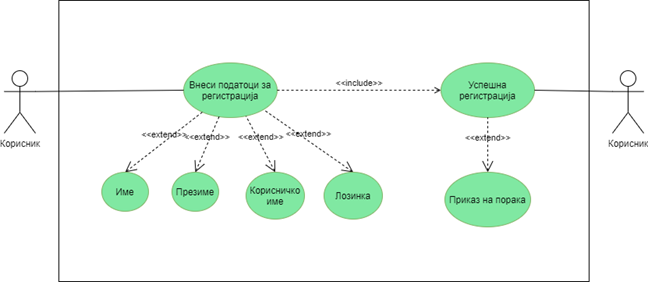 Внеси податоци за
регистрација
<<include>>
Успешна
регистрација
Корисник
Корисник
<<extend>>
<<extend>>
<<extend>>
<<extend>>
<<extend>>
Име
Презиме
Корисничко
име
Лозинка
Приказ на порака